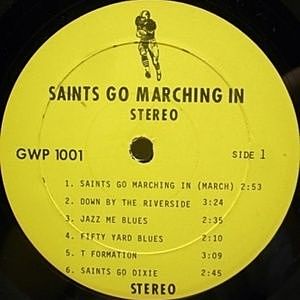 SAINTS GO MARCHING IN
STEREO
GWP 1001
SIDE 1
1. SAINTS GO MARCHING IN (MARCH) 2:53
2. DOWN BY THE RIVERSIDE 3:24
3. JAZZ ME BLUES 2:35
4. FIFTY YARD BLUES 2:10
5. T FORMATION 3:09
6. SAINTS GO DIXIE 2:45
STEREO